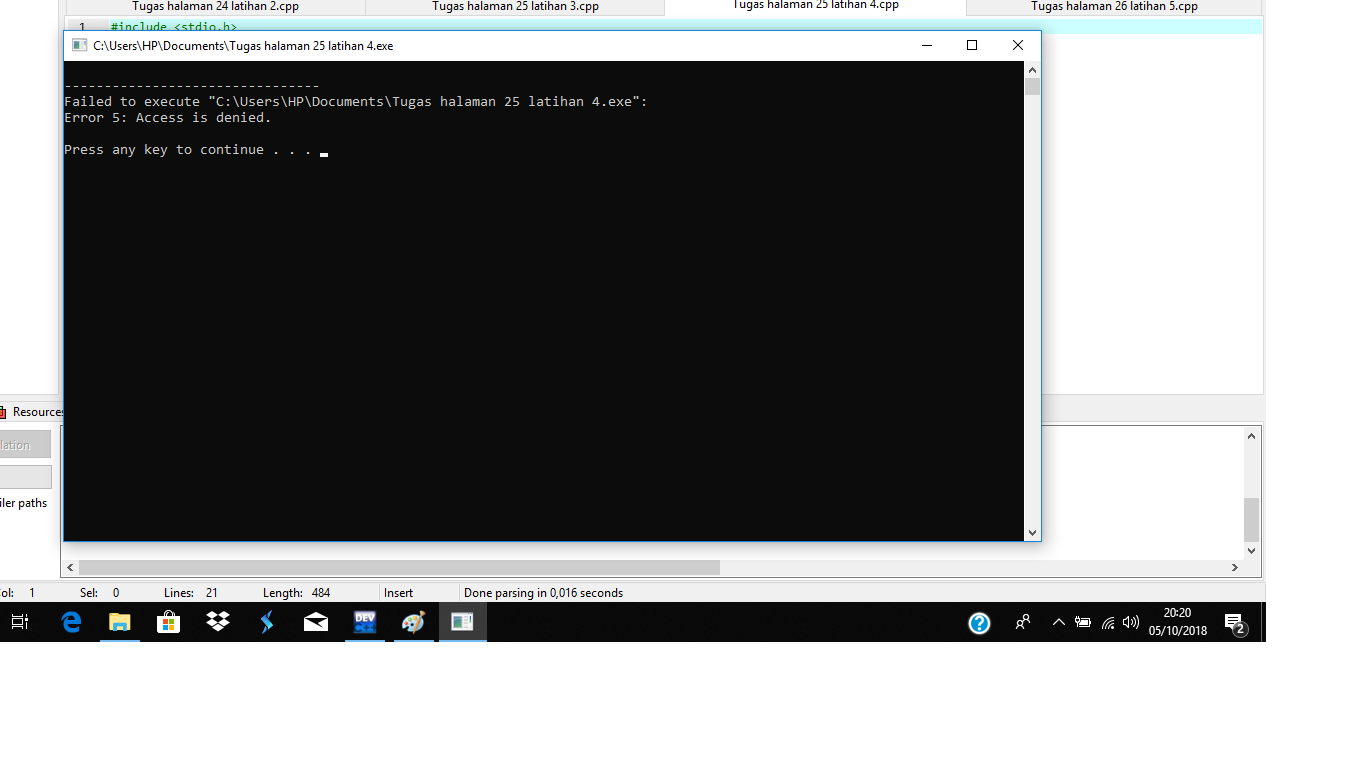 Tugas halaman 24 latihan 2.cpp
Tugas halaman 25 latihan 3.cpp
Tugas halaman 25 latihan 4.cpp
Tugas halaman 26 latihan 5.cpp
1 #include <stdio.h>
C:\Users\HP\Documents\Tugas halaman 25 latihan 4.exe
--------------------------------
Failed to execute "C:\Users\HP\Documents\Tugas halaman 25 latihan 4.exe":
Error 5: Access is denied.
Press any key to continue . . .
Resources
lation
iler paths
ol: 1 Sel: 0 Lines: 21 Length: 484 Insert Done parsing in 0,016 seconds
DEV
20:20
05/10/2018
2